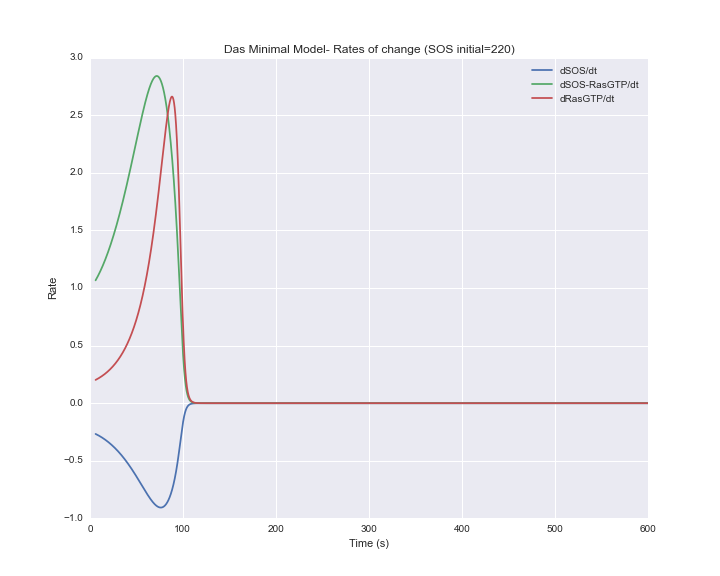 Das Minimal Model- Rates of change (SOS initial=220)
dSOS/dt
dSOS-RasGTP/dt
dRasGTP/dt
3.0
2.5
2.0
1.5
1.0
0.5
0.0
−0.5
−1.0
Rate
0 100 200 300 400 500 600
Time (s)